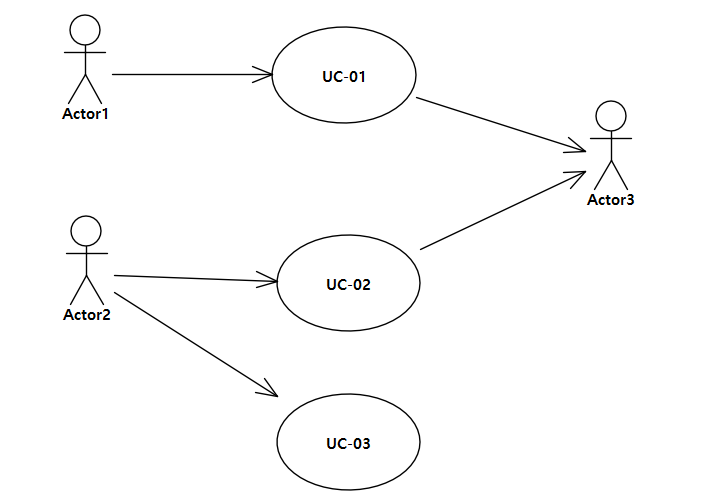 UC-01
Actor1
Actor3
UC-02
Actor2
UC-03